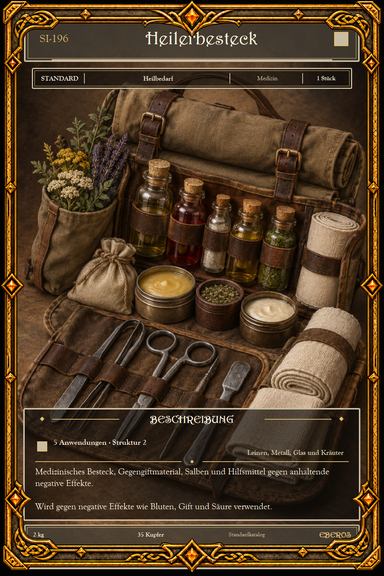 SI-196
Heilerbesteck
STANDARD Heilbedarf Medizin 1 Stück
BESCHREIBUNG
5 Anwendungen · Struktur 2
Leinen, Metall, Glas und Kräuter
Medizinisches Besteck, Gegengiftmaterial, Salben und Hilfsmittel gegen anhaltende
negative Effekte.
Wird gegen negative Effekte wie Bluten, Gift und Säure verwendet.
2 kg 35 Kupfer Standardkatalog EBERON